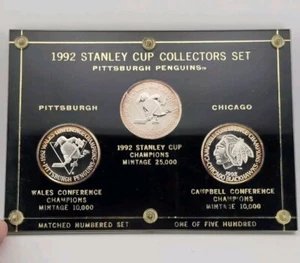 1992 STANLEY CUP COLLECTORS SET
PITTSBURGH PENGUINS™
PITTSBURGH
CHICAGO
1992 STANLEY CUP
CHAMPIONS
MINTAGE 25,000
WALES CONFERENCE
CHAMPIONS
MINTAGE 10,000
CAMPBELL CONFERENCE
CHAMPIONS
MINTAGE 10,000
MATCHED NUMBERED SET
ONE OF FIVE HUNDRED